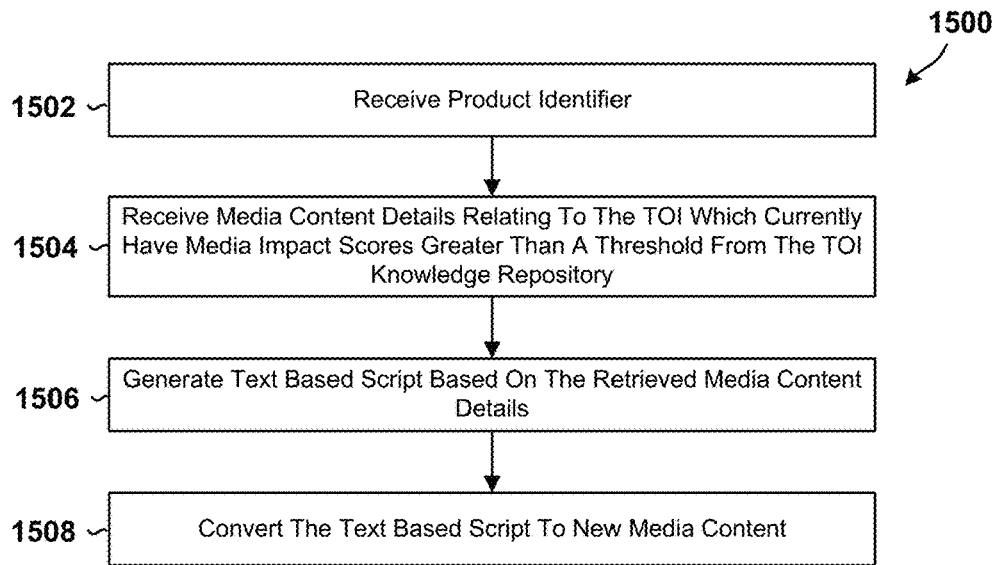 1500
1502
Receive Product Identifier
1504
Receive Media Content Details Relating To The TOI Which Currently
Have Media Impact Scores Greater Than A Threshold From The TOI
Knowledge Repository
1506
Generate Text Based Script Based On The Retrieved Media Content
Details
1508
Convert The Text Based Script To New Media Content